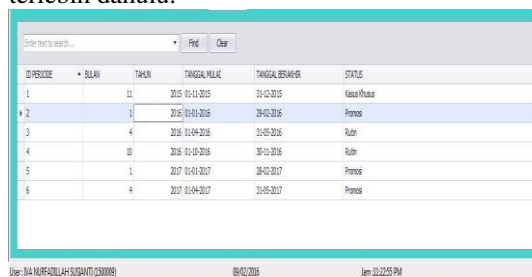 terlebih dahulu.
Enter text to search... Find Clear
ID PERIODE BULAN TAHUN TANGGAL MULAI TANGGAL BERAKHIR STATUS
1 11 2015 01-11-2015 31-12-2015 Kasus Khusus
2 1 2016 01-01-2016 29-02-2016 Promosi
3 4 2016 01-04-2016 31-05-2016 Rutin
4 10 2016 01-10-2016 30-11-2016 Rutin
5 1 2017 01-01-2017 28-02-2017 Promosi
6 4 2017 01-04-2017 31-05-2017 Promosi
User : IVA NURFADILLAH SUSIANTI (1500009) 09/02/2016 Jam :11:22:55 PM